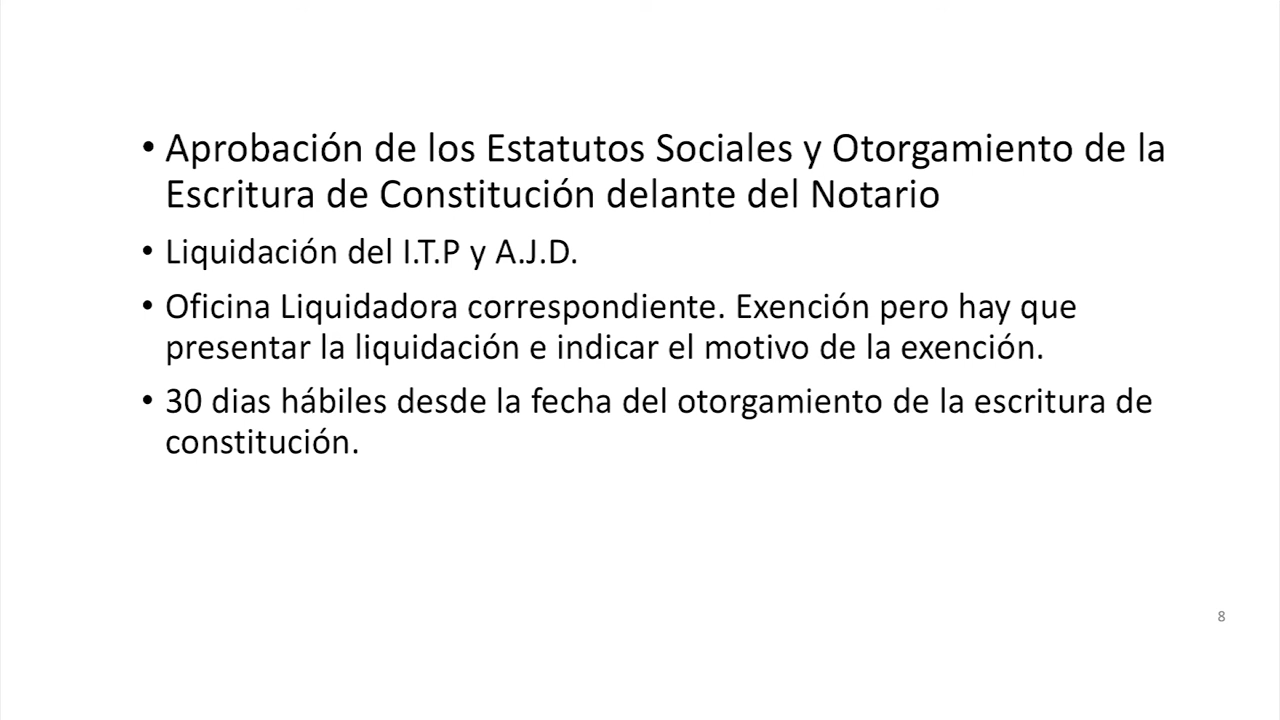 • Aprobación de los Estatutos Sociales y Otorgamiento de la
Escritura de Constitución delante del Notario
• Liquidación del I.T.P y A.J.D.
• Oficina Liquidadora correspondiente. Exención pero hay que
presentar la liquidación e indicar el motivo de la exención.
• 30 dias hábiles desde la fecha del otorgamiento de la escritura de
constitución.
8